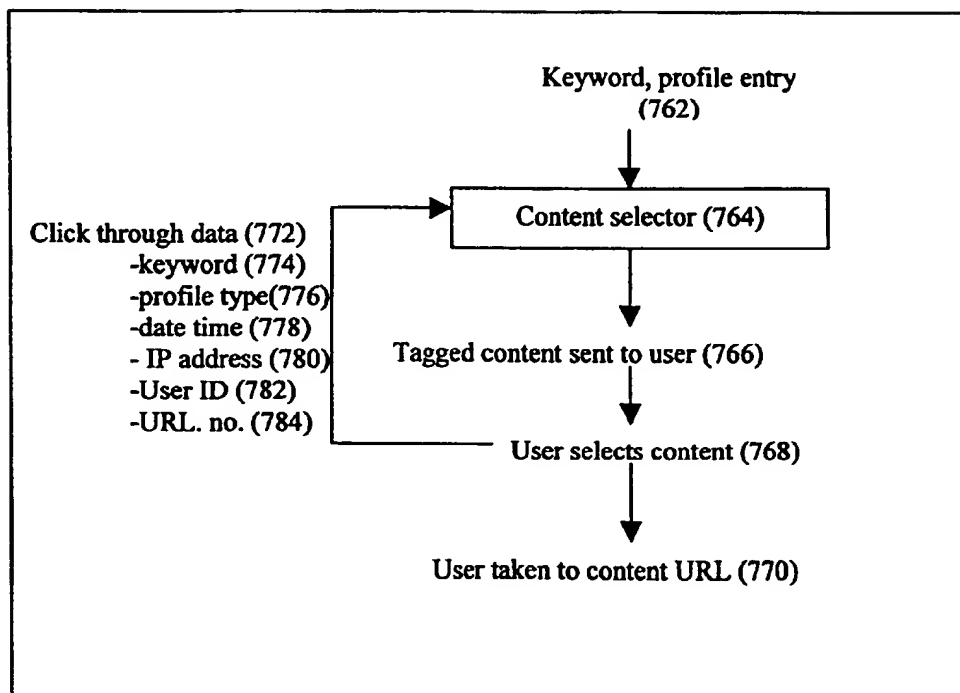 Keyword, profile entry
(762)
Content selector (764)
Click through data (772)
-keyword (774)
-profile type(776)
-date time (778)
- IP address (780)
-User ID (782)
-URL. no. (784)
Tagged content sent to user (766)
User selects content (768)
User taken to content URL (770)